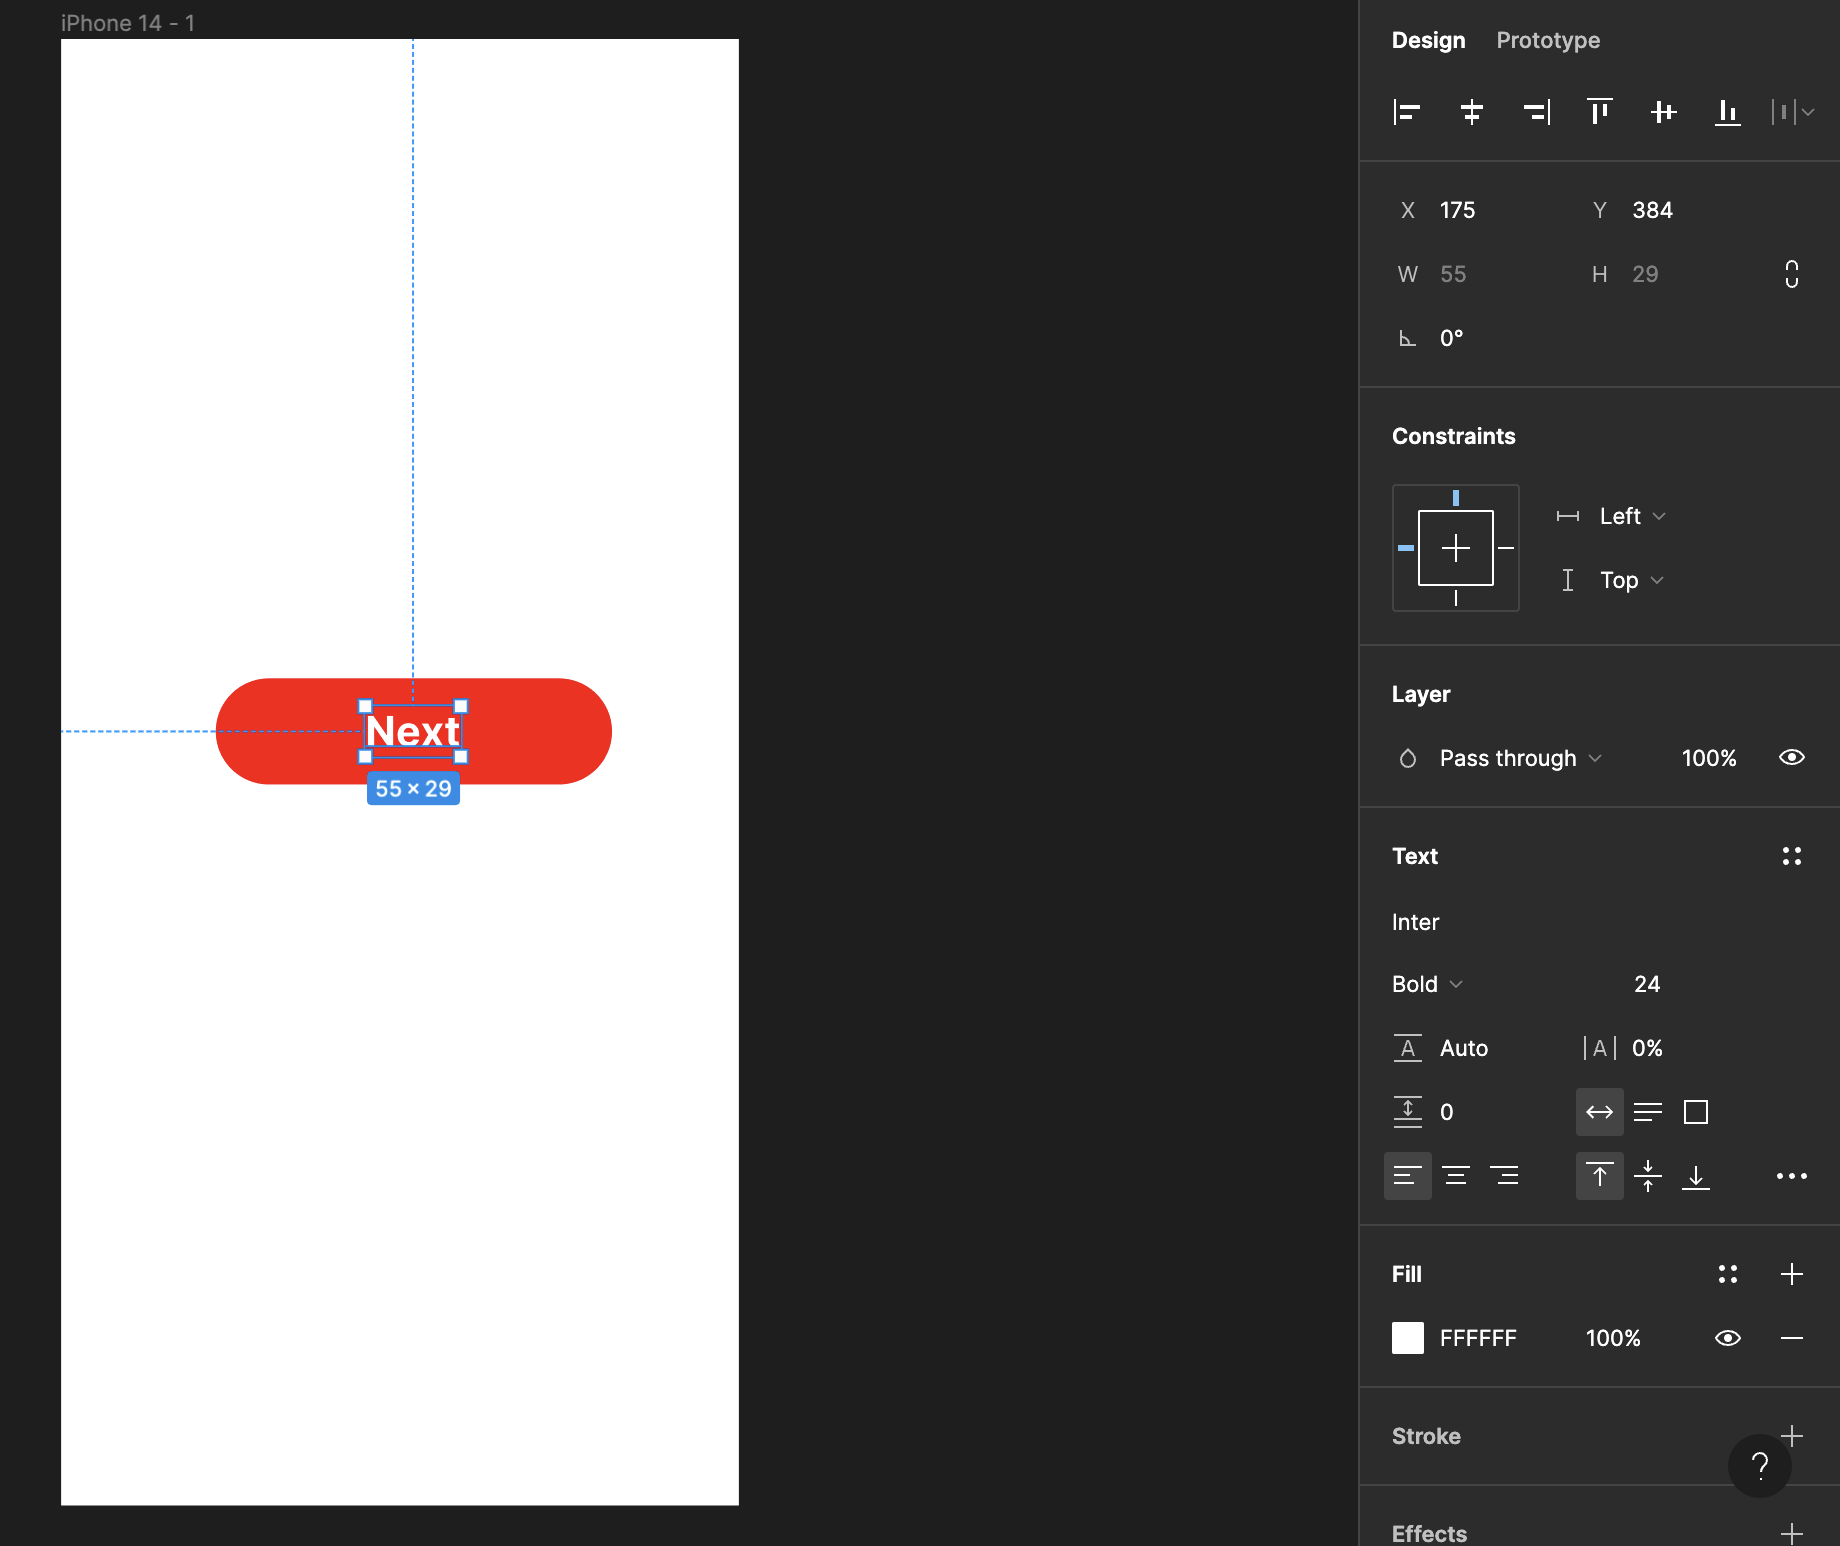 iPhone 14 - 1
Next
55 × 29
Design Prototype
X 175 Y 384
W 55 H 29
0°
Constraints
Left
Top
Layer
Pass through 100%
Text
Inter
Bold 24
A Auto |A| 0%
0
Fill
FFFFFF 100%
Stroke
?
Effects